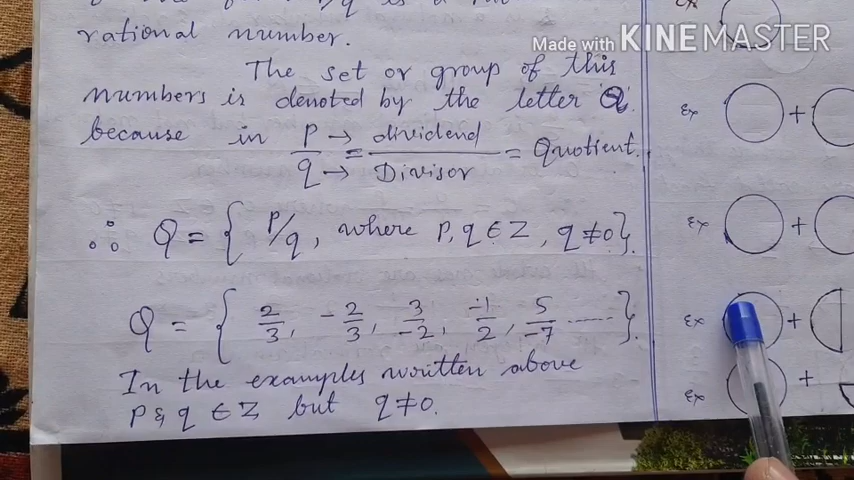 rational number.
Made with KINEMASTER
The set or group of this
numbers is denoted by the letter Q.
because in P/q → dividend / → Divisor = Quotient.
∴ Q = { P/q, where P, q ∈ Z, q ≠ 0}.
Q = { 2/3, -2/3, 3/-2, -1/2, 5/-7 ------ }.
In the examples written above
P & q ∈ Z, but q ≠ 0.
Ex
Ex +
Ex +
Ex +
Ex +